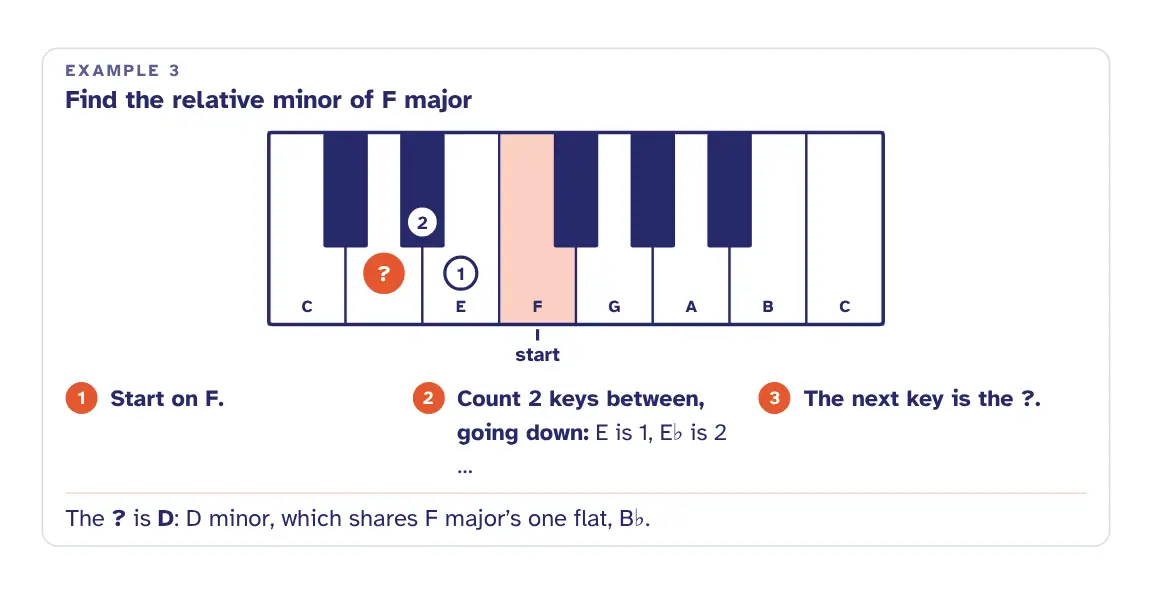 EXAMPLE 3
Find the relative minor of F major
2
? 1
C E F G A B C
start
1 Start on F.
2 Count 2 keys between,
going down: E is 1, E♭ is 2
...
3 The next key is the ?.
The ? is D: D minor, which shares F major’s one flat, B♭.